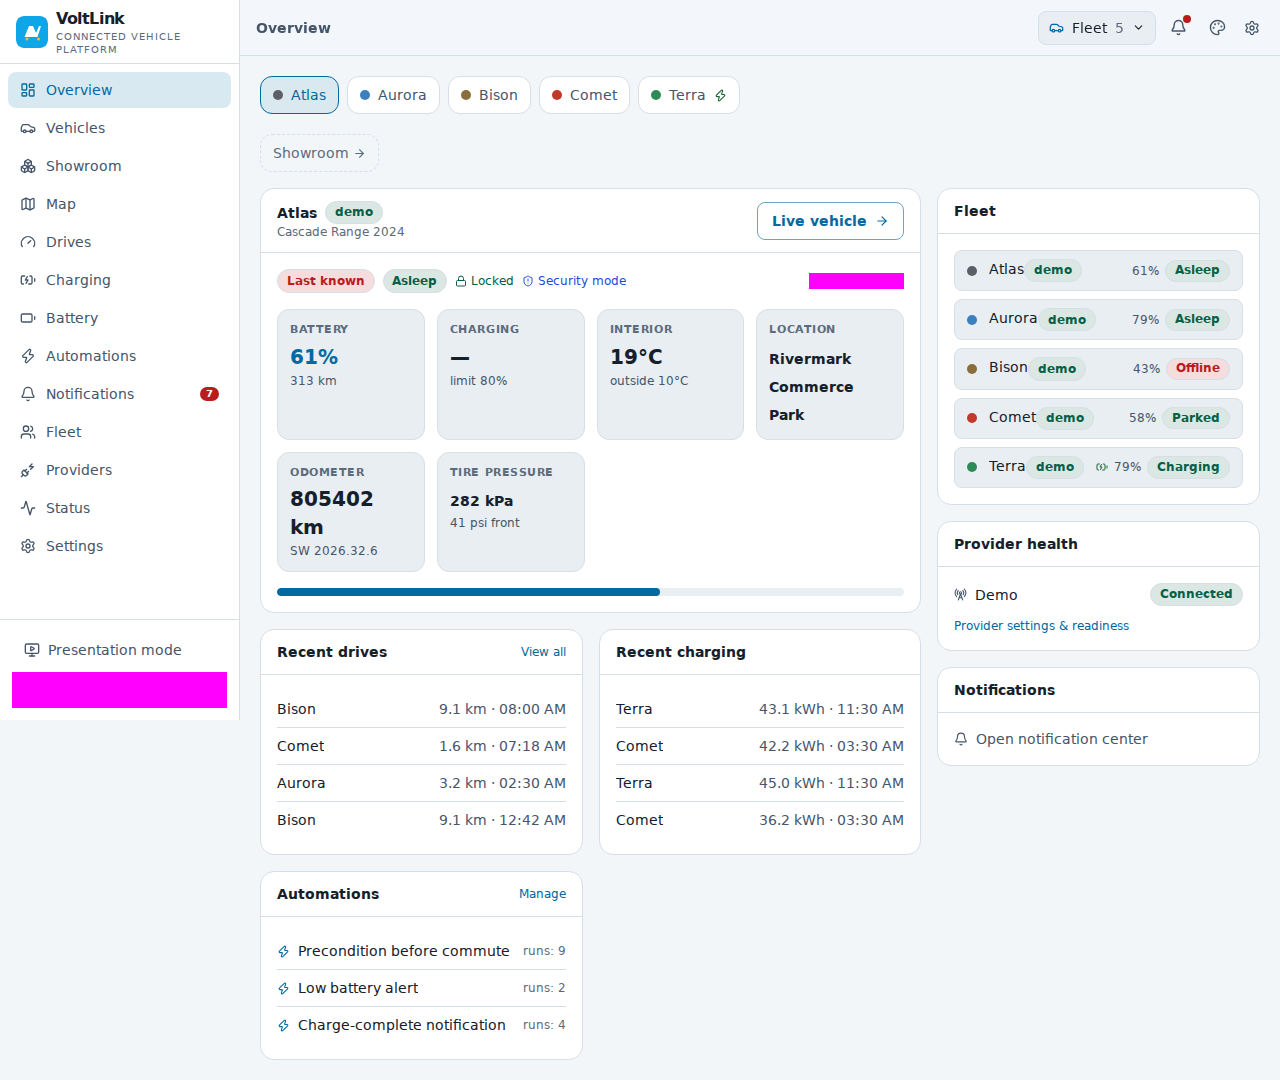 VoltLink
CONNECTED VEHICLE
PLATFORM
Overview
Vehicles
Showroom
Map
Drives
Charging
Battery
Automations
Notifications 7
Fleet
Providers
Status
Settings
Presentation mode
Overview
Fleet 5
Atlas
Aurora
Bison
Comet
Terra
Showroom
Atlas demo
Cascade Range 2024
Live vehicle
Last known Asleep Locked Security mode
BATTERY
61%
313 km
CHARGING
—
limit 80%
INTERIOR
19°C
outside 10°C
LOCATION
Rivermark
Commerce
Park
ODOMETER
805402
km
SW 2026.32.6
TIRE PRESSURE
282 kPa
41 psi front
Recent drives View all
Bison 9.1 km · 08:00 AM
Comet 1.6 km · 07:18 AM
Aurora 3.2 km · 02:30 AM
Bison 9.1 km · 12:42 AM
Recent charging
Terra 43.1 kWh · 11:30 AM
Comet 42.2 kWh · 03:30 AM
Terra 45.0 kWh · 11:30 AM
Comet 36.2 kWh · 03:30 AM
Automations Manage
Precondition before commute runs: 9
Low battery alert runs: 2
Charge-complete notification runs: 4
Fleet
Atlas demo 61% Asleep
Aurora demo 79% Asleep
Bison demo 43% Offline
Comet demo 58% Parked
Terra demo 79% Charging
Provider health
Demo Connected
Provider settings & readiness
Notifications
Open notification center